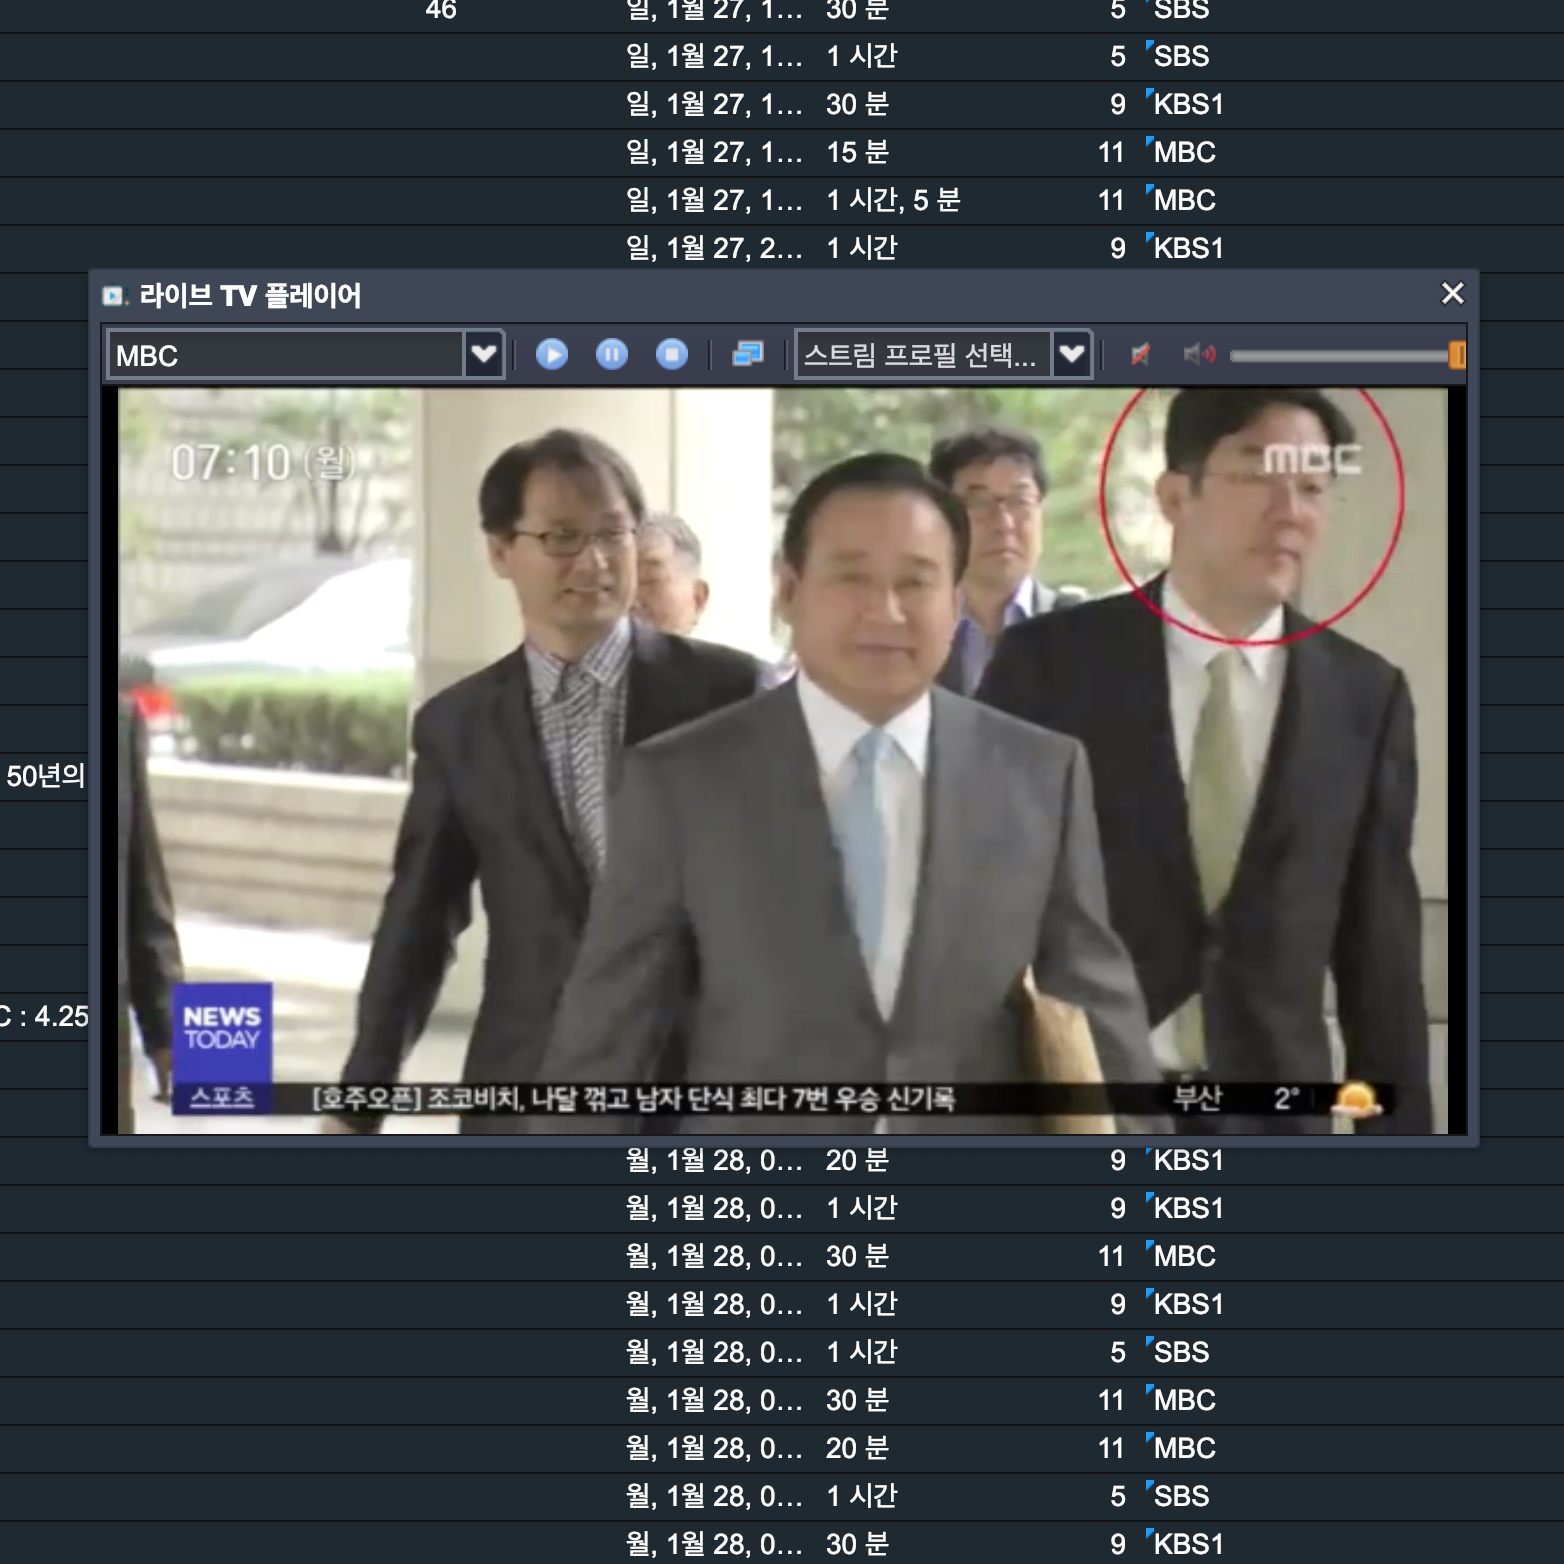 46 일, 1월 27, 1... 30 분 5 SBS
일, 1월 27, 1... 1 시간 5 SBS
일, 1월 27, 1... 30 분 9 KBS1
일, 1월 27, 1... 15 분 11 MBC
일, 1월 27, 1... 1 시간, 5 분 11 MBC
일, 1월 27, 2... 1 시간 9 KBS1
라이브 TV 플레이어
MBC 스트림 프로필 선택...
07:10 (월) MBC
50년의
C : 4.25
NEWS
TODAY
스포츠 [호주오픈] 조코비치, 나달 꺾고 남자 단식 최다 7번 우승 신기록 부산 2°
월, 1월 28, 0... 20 분 9 KBS1
월, 1월 28, 0... 1 시간 9 KBS1
월, 1월 28, 0... 30 분 11 MBC
월, 1월 28, 0... 1 시간 9 KBS1
월, 1월 28, 0... 1 시간 5 SBS
월, 1월 28, 0... 30 분 11 MBC
월, 1월 28, 0... 20 분 11 MBC
월, 1월 28, 0... 1 시간 5 SBS
월, 1월 28, 0... 30 분 9 KBS1